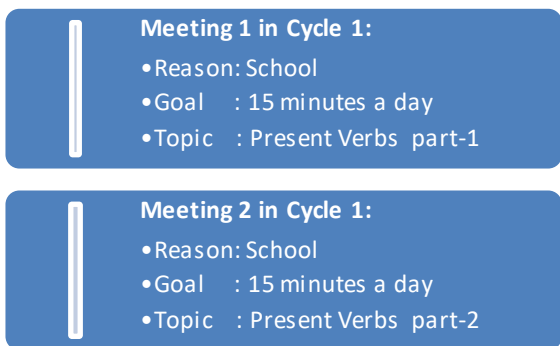 Meeting 1 in Cycle 1:
•Reason: School
•Goal : 15 minutes a day
•Topic : Present Verbs part-1
Meeting 2 in Cycle 1:
•Reason: School
•Goal : 15 minutes a day
•Topic : Present Verbs part-2